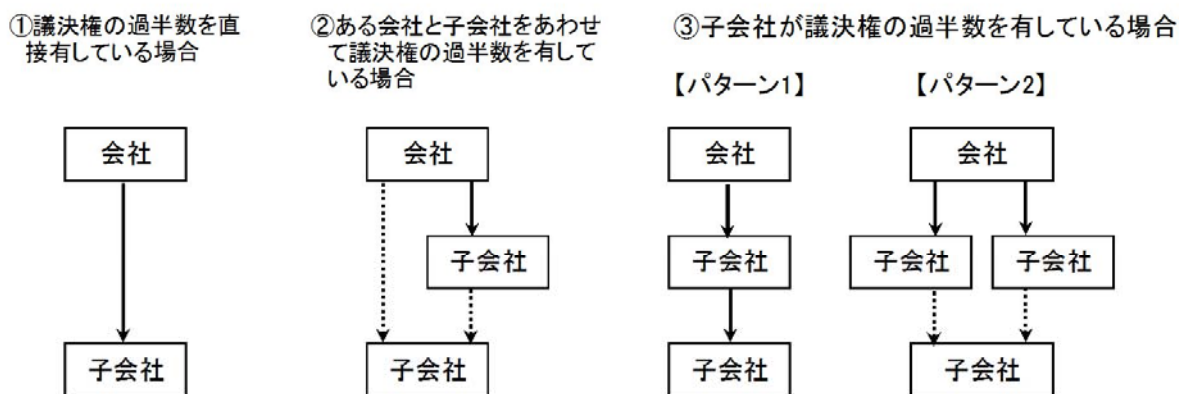 ①議決権の過半数を直
接有している場合
②ある会社と子会社をあわせ
て議決権の過半数を有して
いる場合
③子会社が議決権の過半数を有している場合
【パターン1】
【パターン2】
会社
会社
会社
会社
子会社
子会社
子会社
子会社
子会社
子会社
子会社
子会社